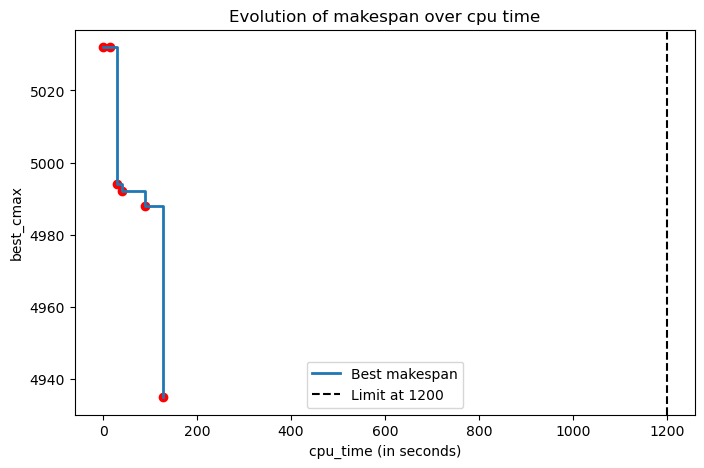 Evolution of makespan over cpu time
best_cmax
5020
5000
4980
4960
4940
Best makespan
Limit at 1200
0
200
400
600
800
1000
1200
cpu_time (in seconds)